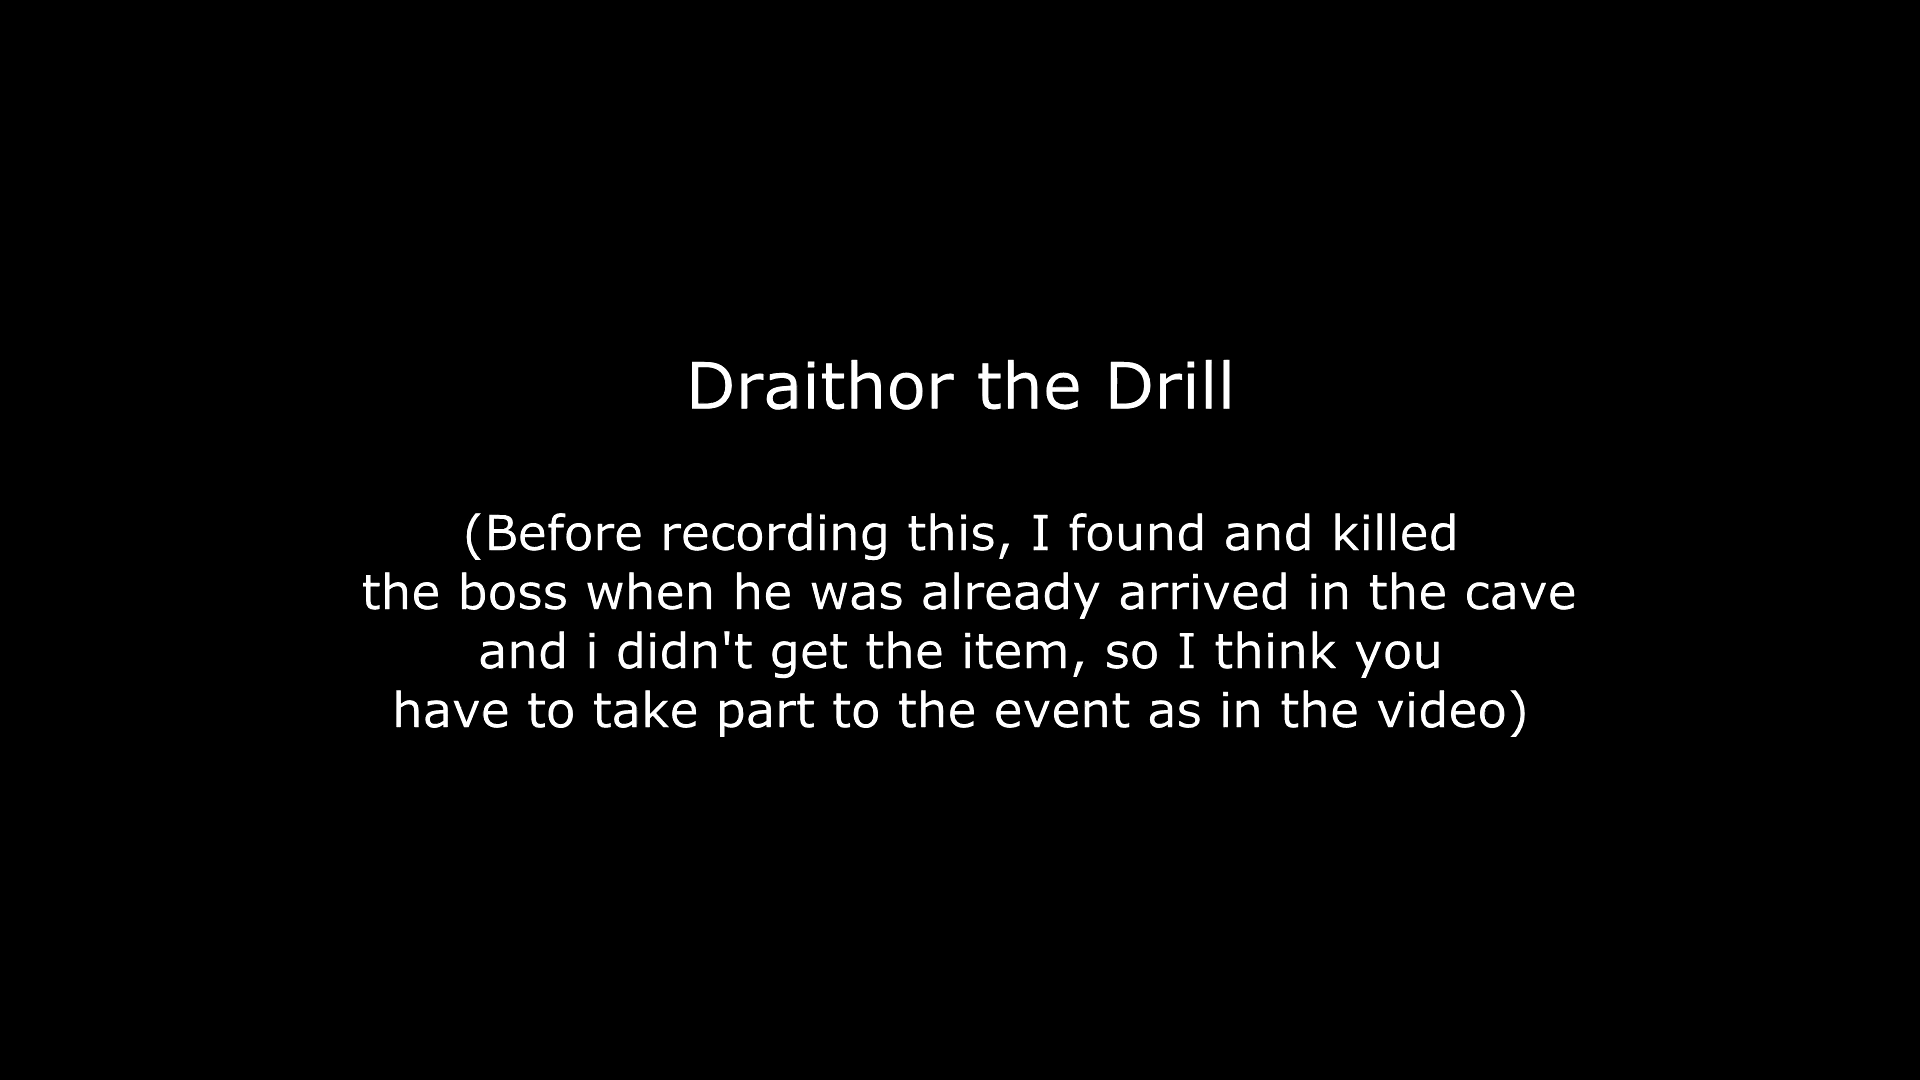 Draithor the Drill
(Before recording this, I found and killed
the boss when he was already arrived in the cave
and i didn't get the item, so I think you
have to take part to the event as in the video)